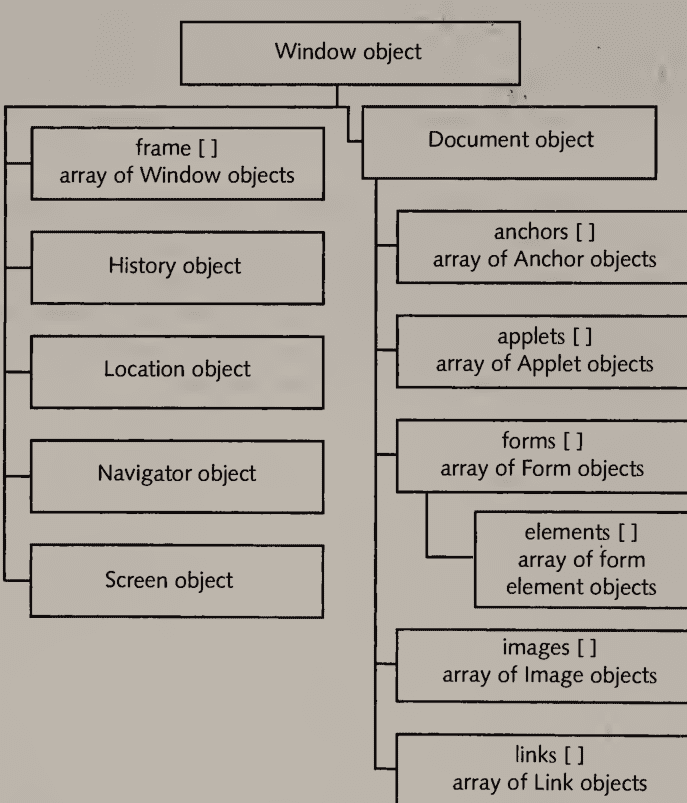 Window object
frame [ ]
array of Window objects
History object
Location object
Navigator object
Screen object
Document object
anchors [ ]
array of Anchor objects
applets [ ]
array of Applet objects
forms [ ]
array of Form objects
elements [ ]
array of form
element objects
images [ ]
array of Image objects
links [ ]
array of Link objects